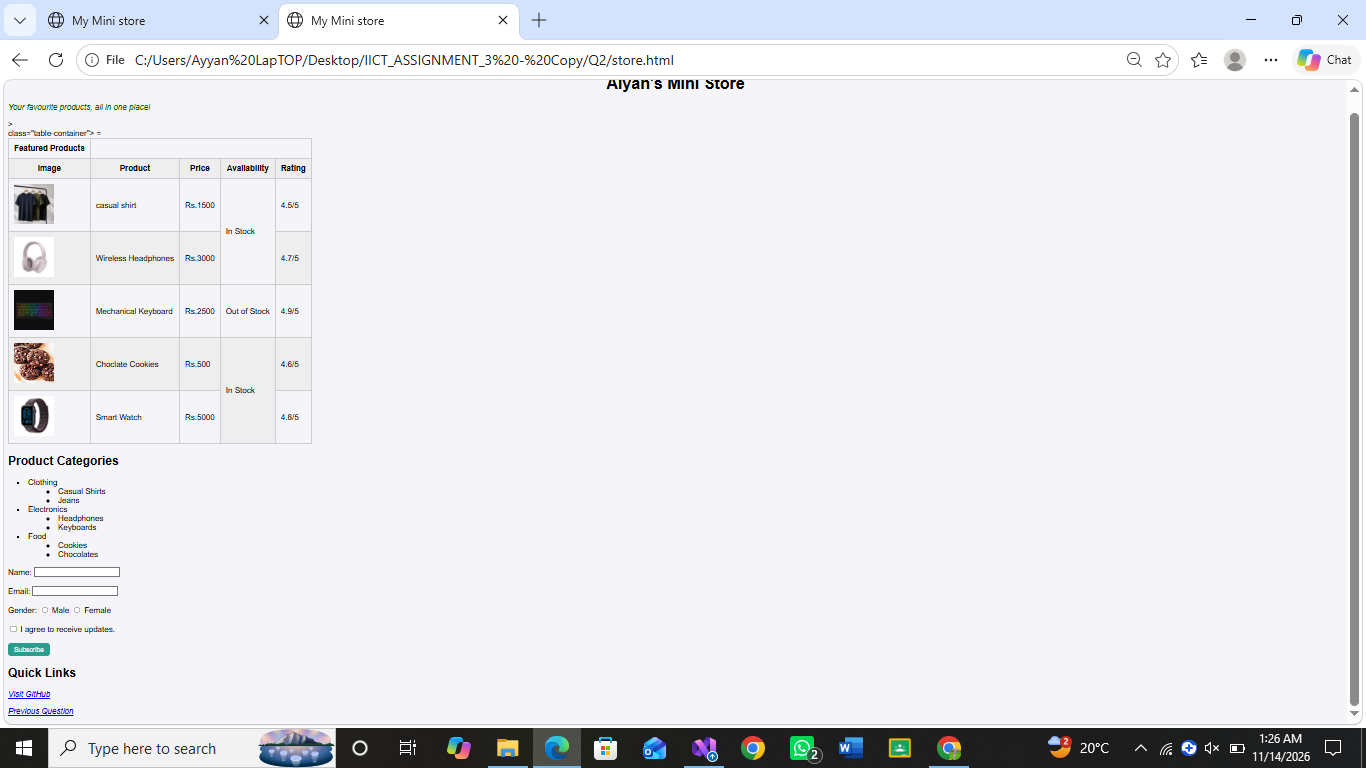 My Mini store
My Mini store
File C:/Users/Ayyan%20LapTOP/Desktop/IICT_ASSIGNMENT_3%20-%20Copy/Q2/store.html
Chat
Aiyan's Mini Store
Your favourite products, all in one place!
>
class="table-container"> =
Featured Products
Image Product Price Availability Rating
casual shirt Rs.1500 In Stock 4.5/5
Wireless Headphones Rs.3000 4.7/5
Mechanical Keyboard Rs.2500 Out of Stock 4.9/5
Choclate Cookies Rs.500 In Stock 4.6/5
Smart Watch Rs.5000 4.8/5
Product Categories
Clothing
Casual Shirts
Jeans
Electronics
Headphones
Keyboards
Food
Cookies
Chocolates
Name:
Email:
Gender: Male Female
I agree to receive updates.
Subscribe
Quick Links
Visit GitHub
Previous Question
Type here to search
2
2
20°C
1:26 AM
11/14/2026